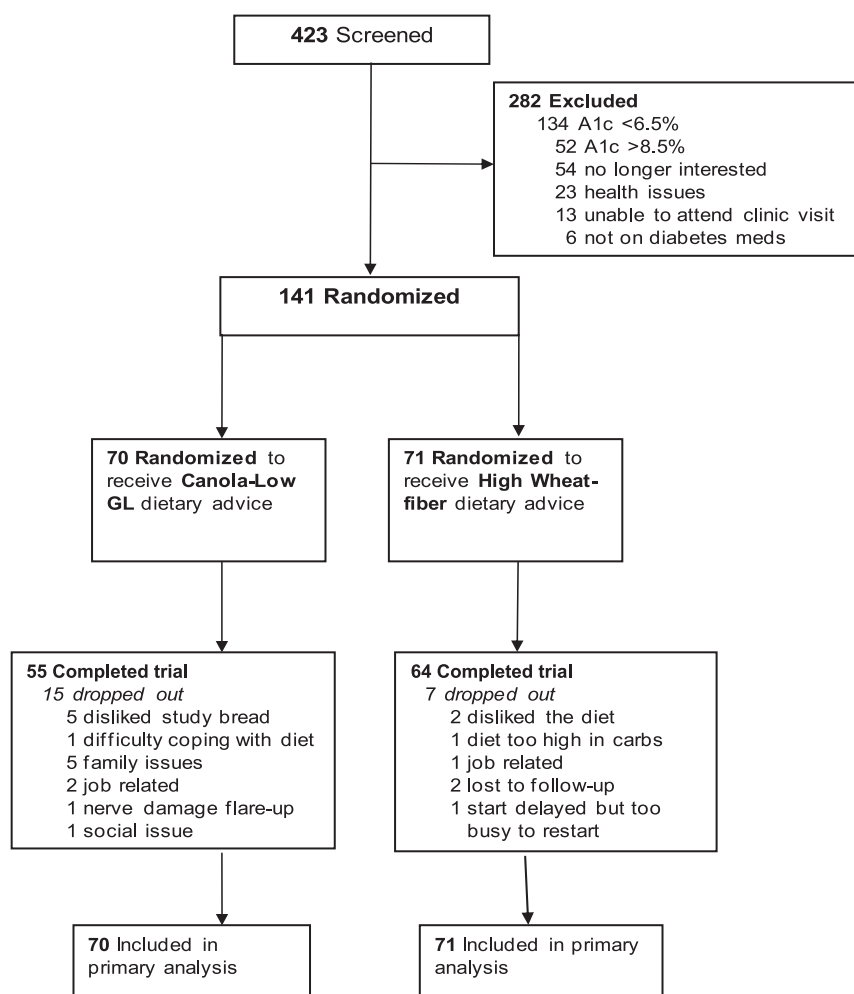 423 Screened
282 Excluded
134 A1c <6.5%
52 A1c >8.5%
54 no longer interested
23 health issues
13 unable to attend clinic visit
6 not on diabetes meds
141 Randomized
70 Randomized to
receive Canola-Low
GL dietary advice
71 Randomized to
receive High Wheat-
fiber dietary advice
55 Completed trial
15 dropped out
5 disliked study bread
1 difficulty coping with diet
5 family issues
2 job related
1 nerve damage flare-up
1 social issue
64 Completed trial
7 dropped out
2 disliked the diet
1 diet too high in carbs
1 job related
2 lost to follow-up
1 start delayed but too
busy to restart
70 Included in
primary analysis
71 Included in primary
analysis